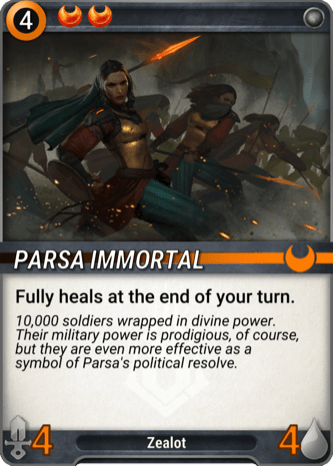 4
PARSA IMMORTAL
Fully heals at the end of your turn.
10,000 soldiers wrapped in divine power.
Their military power is prodigious, of course,
but they are even more effective as a
symbol of Parsa's political resolve.
4
Zealot
4